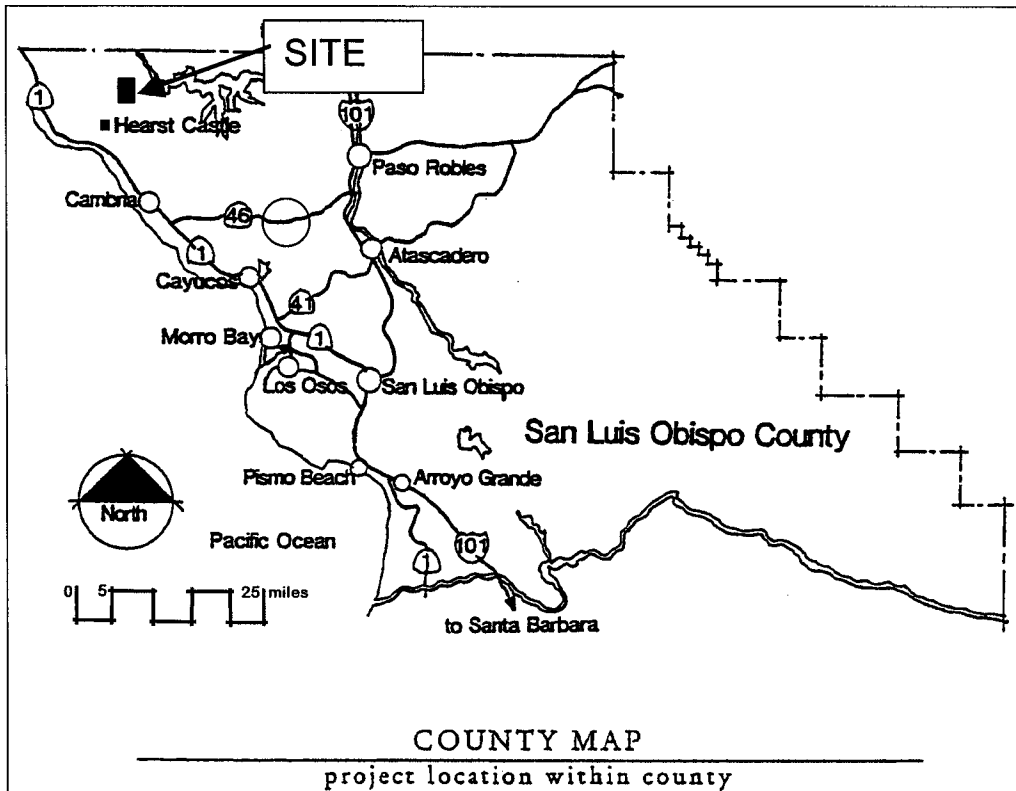 SITE
1
101
Hearst Castle
Paso Robles
Cambria
46
1
Atascadero
Cayucos
41
Morro Bay
1
Los Osos
San Luis Obispo
San Luis Obispo County
Pismo Beach
Arroyo Grande
North
Pacific Ocean
101
1
0 5 25 miles
to Santa Barbara
COUNTY MAP
project location within county